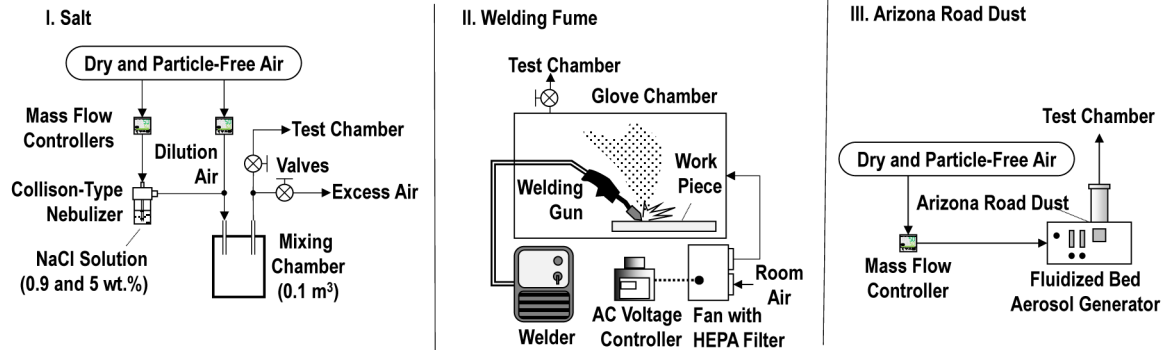 I. Salt
Dry and Particle-Free Air
Mass Flow
Controllers
Dilution
Air
Test Chamber
Valves
Excess Air
Collison-Type
Nebulizer
NaCl Solution
(0.9 and 5 wt.%)
Mixing
Chamber
(0.1 m³)
II. Welding Fume
Test Chamber
Glove Chamber
Welding
Gun
Work
Piece
Welder
AC Voltage
Controller
Fan with
HEPA Filter
Room
Air
III. Arizona Road Dust
Test Chamber
Dry and Particle-Free Air
Arizona Road Dust
Mass Flow
Controller
Fluidized Bed
Aerosol Generator